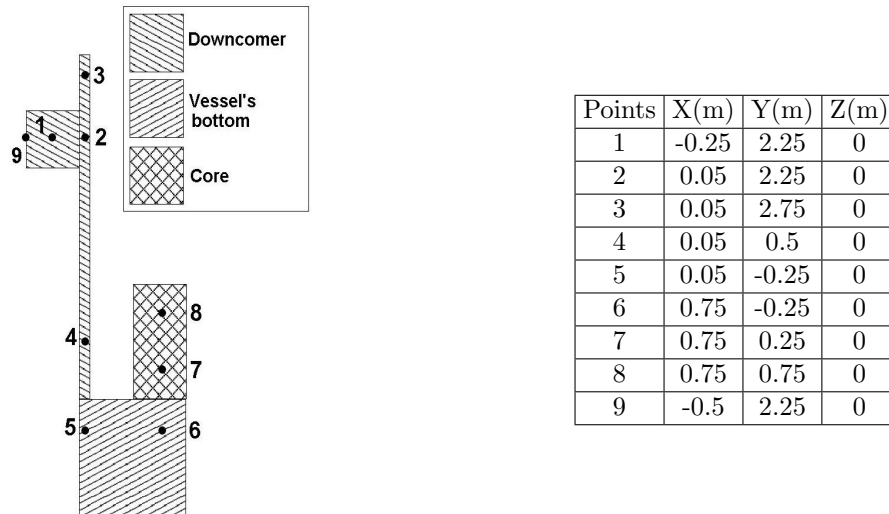 Downcomer
Vessel's
bottom
Core
3
1
2
9
8
4
7
5
6
Points X(m) Y(m) Z(m)
1 -0.25 2.25 0
2 0.05 2.25 0
3 0.05 2.75 0
4 0.05 0.5 0
5 0.05 -0.25 0
6 0.75 -0.25 0
7 0.75 0.25 0
8 0.75 0.75 0
9 -0.5 2.25 0